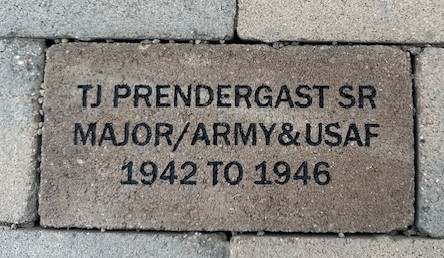 TJ PRENDERGAST SR
MAJOR/ARMY&USAF
1942 TO 1946